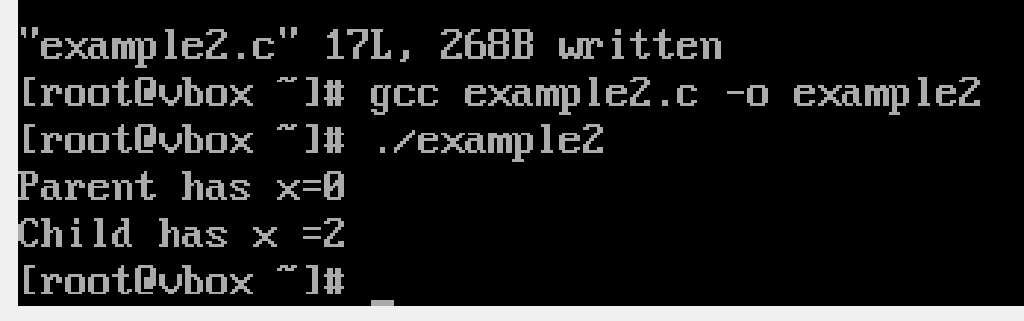 "example2.c" 17L, 268B written
[root@vbox ~]# gcc example2.c -o example2
[root@vbox ~]# ./example2
Parent has x=0
Child has x =2
[root@vbox ~]#